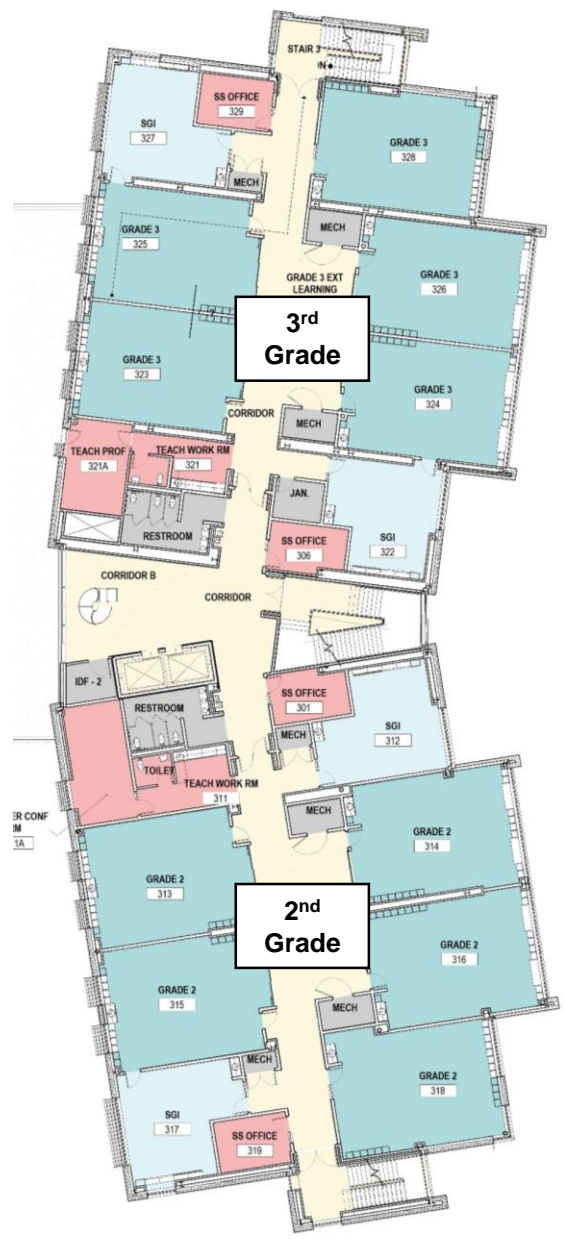 STAIR 3
N
SS OFFICE
329
SGI
327
GRADE 3
328
MECH
MECH
GRADE 3
325
GRADE 3
326
GRADE 3 EXT
LEARNING
3rd
Grade
GRADE 3
323
GRADE 3
324
CORRIDOR
MECH
TEACH PROF
321A
TEACH WORK RM
321
JAN.
RESTROOM
SS OFFICE
306
SGI
322
CORRIDOR B
CORRIDOR
IDF - 2
SS OFFICE
301
RESTROOM
SGI
312
MECH
TOILET
TEACH WORK RM
311
MECH
ER CONF
RM
1A
GRADE 2
314
GRADE 2
313
2nd
Grade
GRADE 2
316
GRADE 2
315
MECH
MECH
GRADE 2
318
SGI
317
SS OFFICE
319